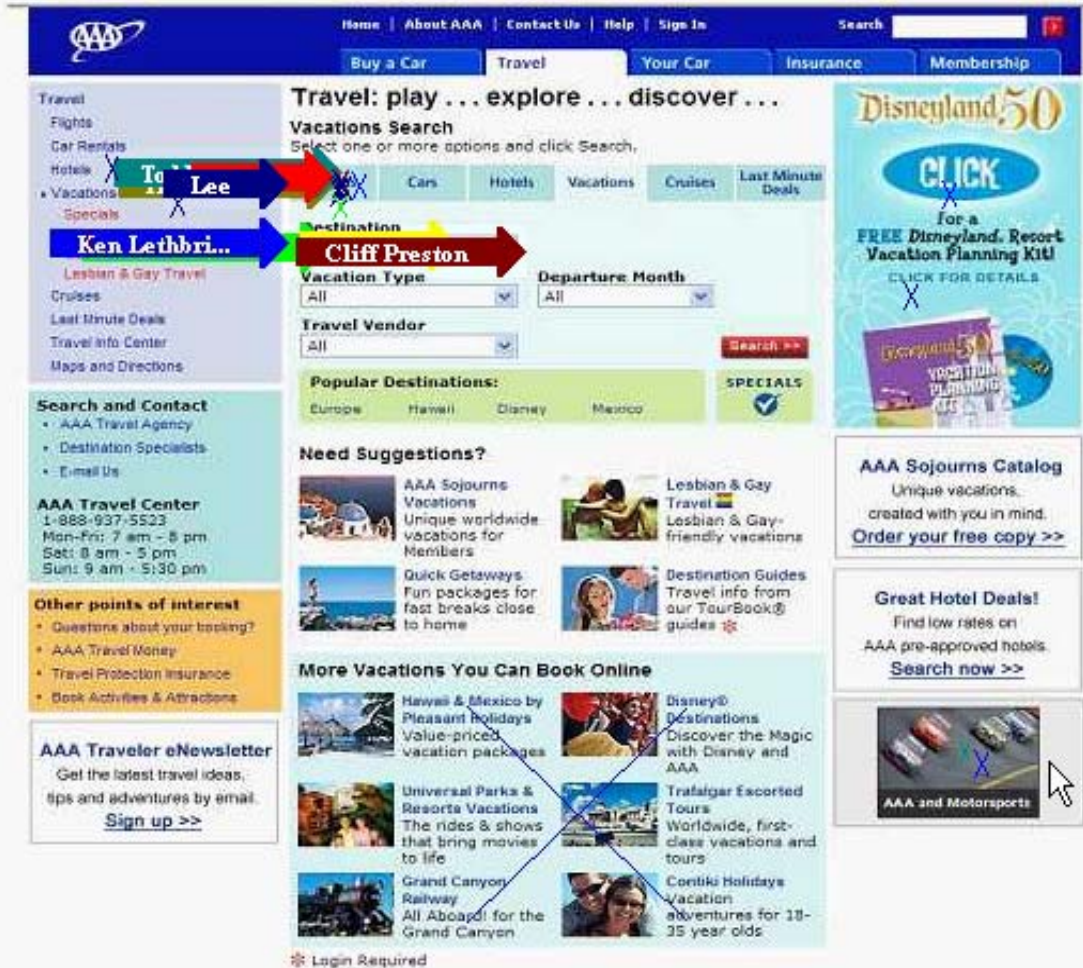 AAA
Home | About AAA | Contact Us | Help | Sign In
Search
Buy a Car
Travel
Your Car
Insurance
Membership
Travel
Flights
Car Rentals
Hotels
Vacations
Specials
Lesbian & Gay Travel
Cruises
Last Minute Deals
Travel Info Center
Maps and Directions
Lee
Ken Lethbri...
Cliff Preston
Search and Contact
• AAA Travel Agency
• Destination Specialists
• E-mail Us
AAA Travel Center
1-888-937-5523
Mon-Fri: 7 am - 8 pm
Sat: 8 am - 5 pm
Sun: 9 am - 5:30 pm
Other points of interest
• Questions about your booking?
• AAA Travel Money
• Travel Protection Insurance
• Book Activities & Attractions
AAA Traveler eNewsletter
Get the latest travel ideas,
tips and adventures by email.
Sign up >>
Travel: play ... explore ... discover ...
Vacations Search
Select one or more options and click Search.
Cars
Hotels
Vacations
Cruises
Last Minute
Deals
Destination
Vacation Type
Departure Month
All
All
Travel Vendor
All
Search >>
Popular Destinations:
Europe
Hawaii
Disney
Mexico
SPECIALS
Need Suggestions?
AAA Sojourns
Vacations
Unique worldwide
vacations for
Members
Lesbian & Gay
Travel
Lesbian & Gay-
friendly vacations
Quick Getaways
Fun packages for
fast breaks close
to home
Destination Guides
Travel info from
our TourBook®
guides ✲
More Vacations You Can Book Online
Hawaii & Mexico by
Pleasant Holidays
Value-priced
vacation packages
Disney®
Destinations
Discover the Magic
with Disney and
AAA
Universal Parks &
Resorts Vacations
The rides & shows
that bring movies
to life
Trafalgar Escorted
Tours
Worldwide, first-
class vacations and
tours
Grand Canyon
Railway
All Aboard! for the
Grand Canyon
Contiki Holidays
Vacation
adventures for 18-
35 year olds
✲ Login Required
Disneyland 50
CLICK
For a
FREE Disneyland. Resort
Vacation Planning Kit!
CLICK FOR DETAILS
Disneyland 50
VACATION
PLANNING
KIT
AAA Sojourns Catalog
Unique vacations,
created with you in mind.
Order your free copy >>
Great Hotel Deals!
Find low rates on
AAA pre-approved hotels.
Search now >>
AAA and Motorsports